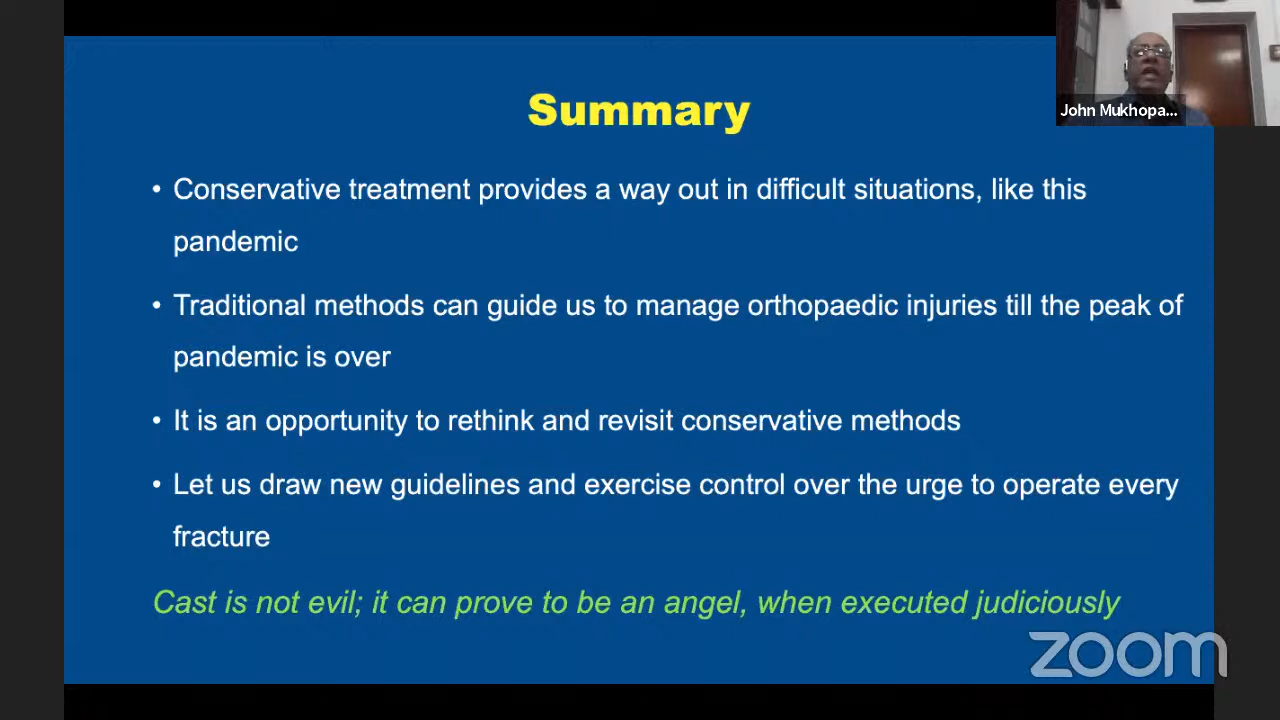 Summary
John Mukhopa...
• Conservative treatment provides a way out in difficult situations, like this
pandemic
• Traditional methods can guide us to manage orthopaedic injuries till the peak of
pandemic is over
• It is an opportunity to rethink and revisit conservative methods
• Let us draw new guidelines and exercise control over the urge to operate every
fracture
Cast is not evil; it can prove to be an angel, when executed judiciously
zoom